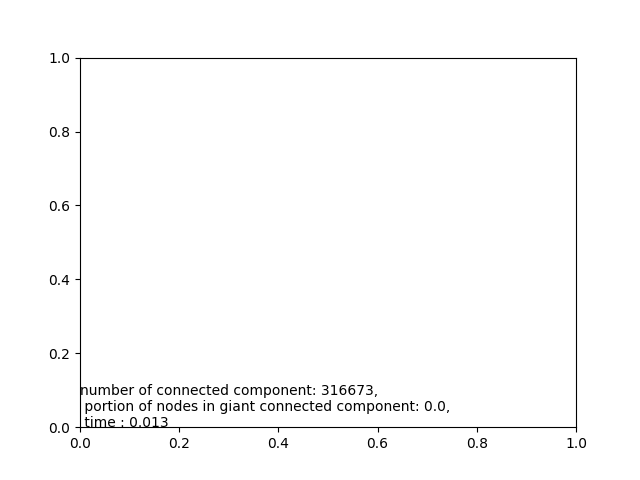 1.0
0.8
0.6
0.4
0.2
0.0
number of connected component: 316673,
portion of nodes in giant connected component: 0.0,
time : 0.013
0.0 0.2 0.4 0.6 0.8 1.0